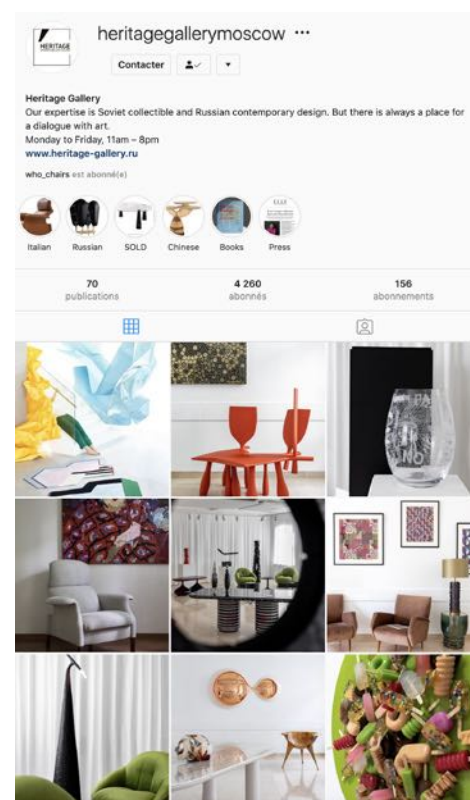 heritagegallerymoscow •••
HERITAGE
Contacter
Heritage Gallery
Our expertise is Soviet collectible and Russian contemporary design. But there is always a place for
a dialogue with art.
Monday to Friday, 11am – 8pm
www.heritage-gallery.ru
who_chairs est abonné(e)
ELLE
Italian Russian SOLD Chinese Books Press
70 4 260 156
publications abonnés abonnements